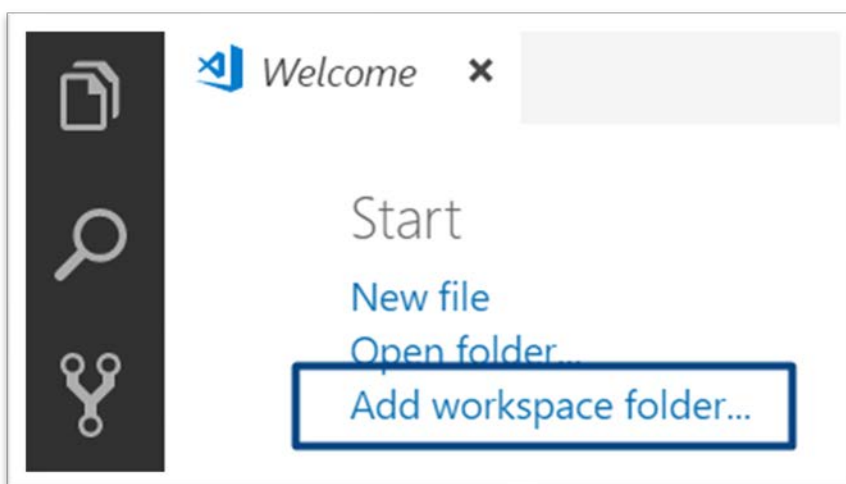 Welcome
Start
New file
Open folder...
Add workspace folder...